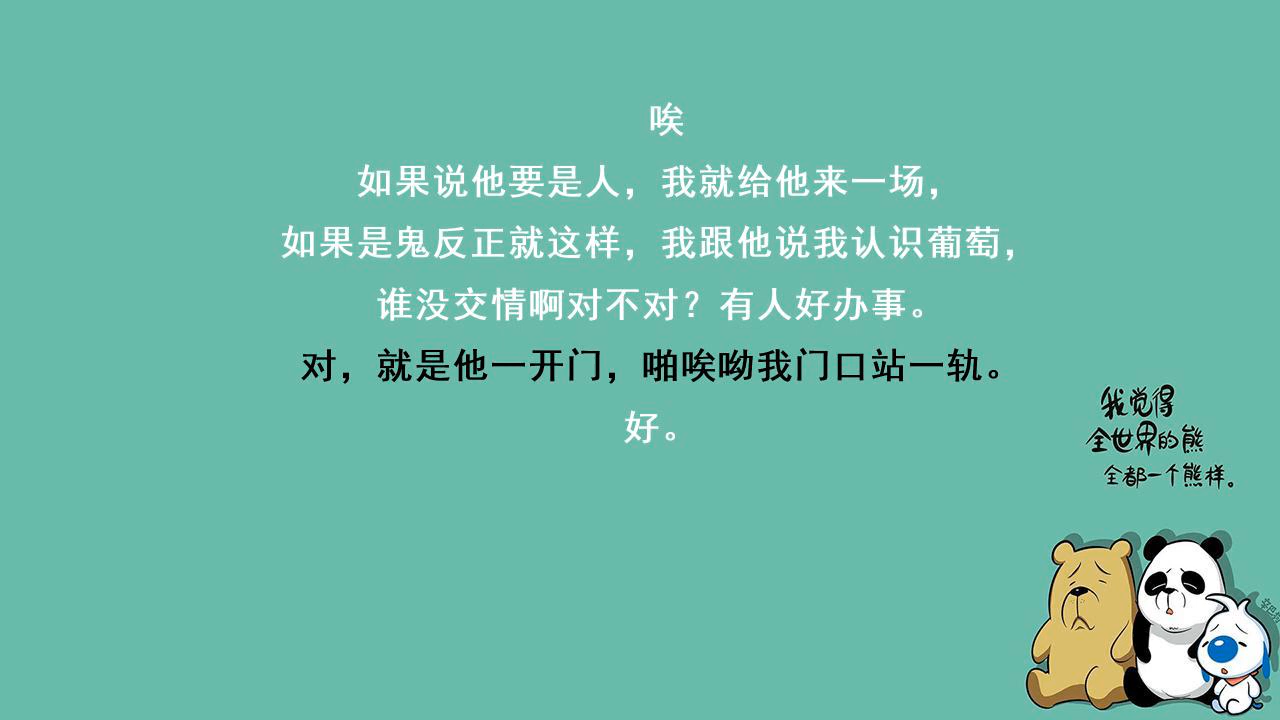 唉
如果说他要是人，我就给他来一场，
如果是鬼反正就这样，我跟他说我认识葡萄，
谁没交情啊对不对？有人好办事。
对，就是他一开门，啪唉呦我门口站一轨。
好。
我觉得
全世界的熊
全都一个熊样。